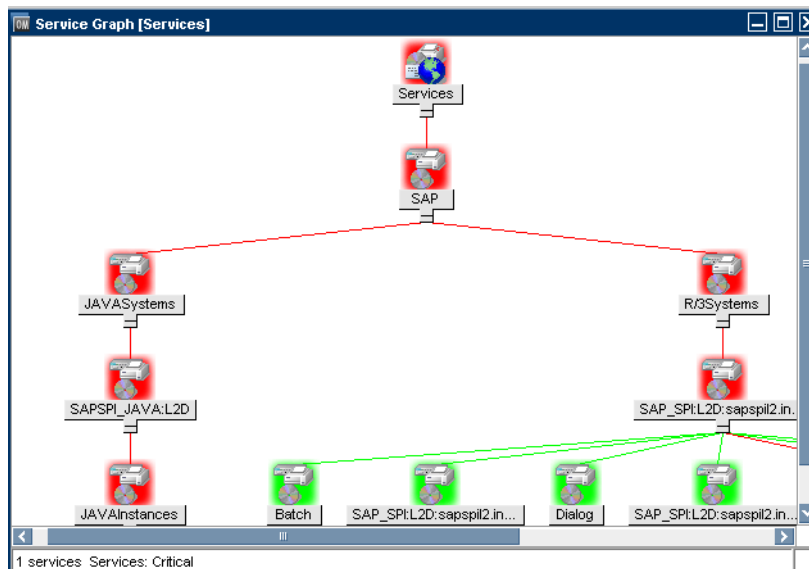 OM Service Graph [Services]
Services
SAP
JAVASystems
R/3Systems
SAPSPI_JAVA:L2D
SAP_SPI:L2D:sapspil2.in..
JAVAInstances
Batch
SAP_SPI:L2D:sapspil2.in...
Dialog
SAP_SPI:L2D:sapspil2.in...
1 services Services: Critical